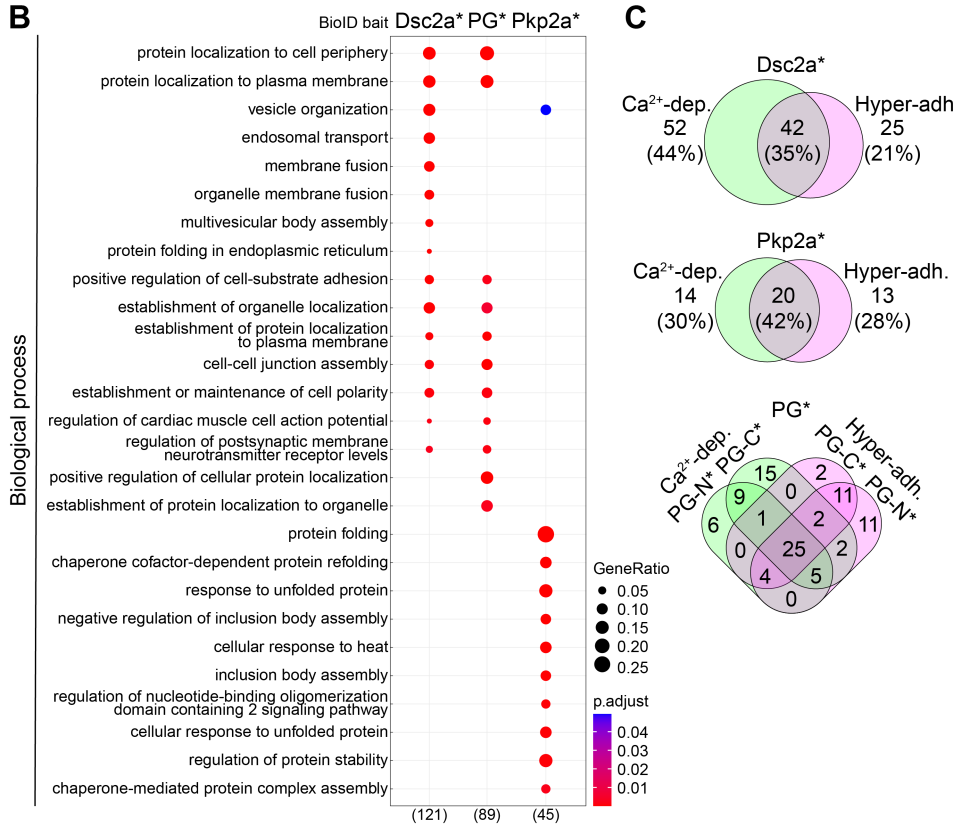 B
BioID bait Dsc2a* PG* Pkp2a*
Biological process
protein localization to cell periphery
protein localization to plasma membrane
vesicle organization
endosomal transport
membrane fusion
organelle membrane fusion
multivesicular body assembly
protein folding in endoplasmic reticulum
positive regulation of cell-substrate adhesion
establishment of organelle localization
establishment of protein localization
to plasma membrane
cell-cell junction assembly
establishment or maintenance of cell polarity
regulation of cardiac muscle cell action potential
regulation of postsynaptic membrane
neurotransmitter receptor levels
positive regulation of cellular protein localization
establishment of protein localization to organelle
protein folding
chaperone cofactor-dependent protein refolding
response to unfolded protein
negative regulation of inclusion body assembly
cellular response to heat
inclusion body assembly
regulation of nucleotide-binding oligomerization
domain containing 2 signaling pathway
cellular response to unfolded protein
regulation of protein stability
chaperone-mediated protein complex assembly
(121) (89) (45)
GeneRatio
0.05
0.10
0.15
0.20
0.25
p.adjust
0.04
0.03
0.02
0.01
C
Dsc2a*
Ca²⁺-dep.
52
(44%)
42
(35%)
Hyper-adh
25
(21%)
Pkp2a*
Ca²⁺-dep.
14
(30%)
20
(42%)
Hyper-adh.
13
(28%)
PG*
Ca²⁺-dep.
PG-N* PG-C*
Hyper-adh.
PG-C* PG-N*
15 2
9 0 11
6 1 2 11
0 25 2
4 5
0